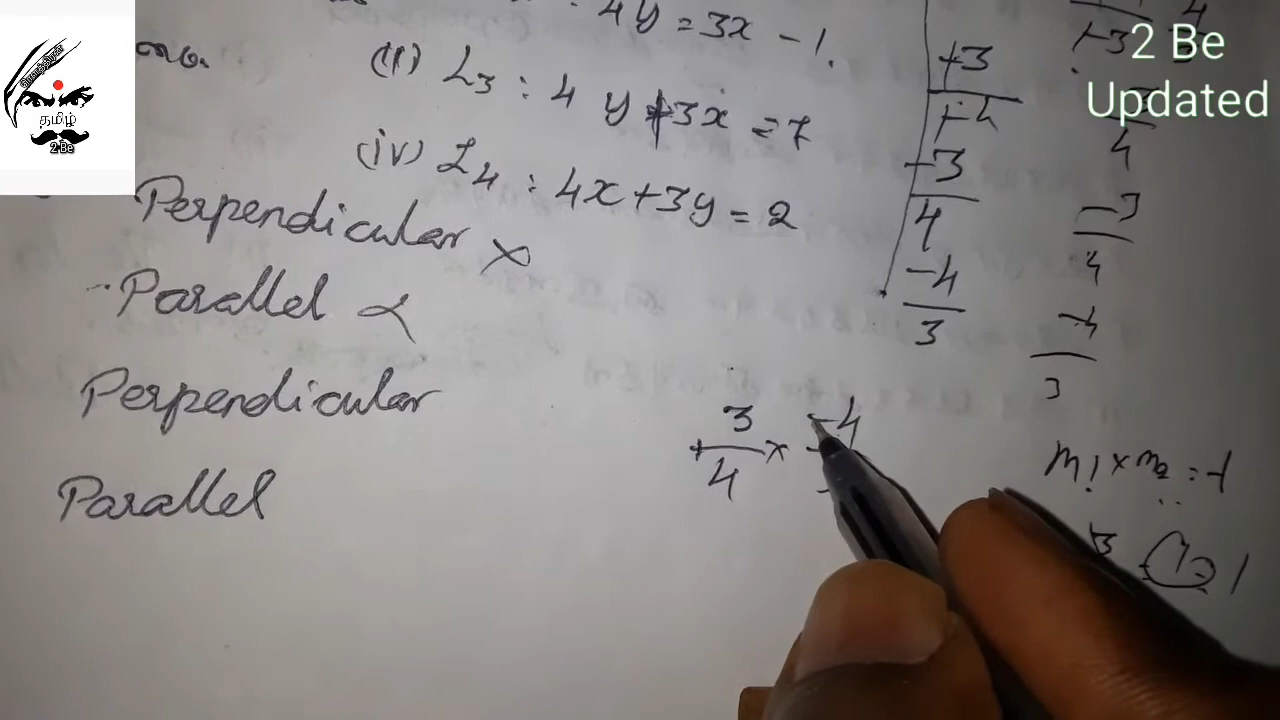 4y = 3x - 1.
(ii) L3 : 4y + 3x = 7
(iv) L4 : 4x + 3y = 2
Perpendicular ×
Parallel
Perpendicular
Parallel
+3
-4
-3
4
-4
3
3
4
-3
4
-4
3
+3/4 × -4
m1 × m2 = -1
2 Be
Updated
தமிழ்
2 Be